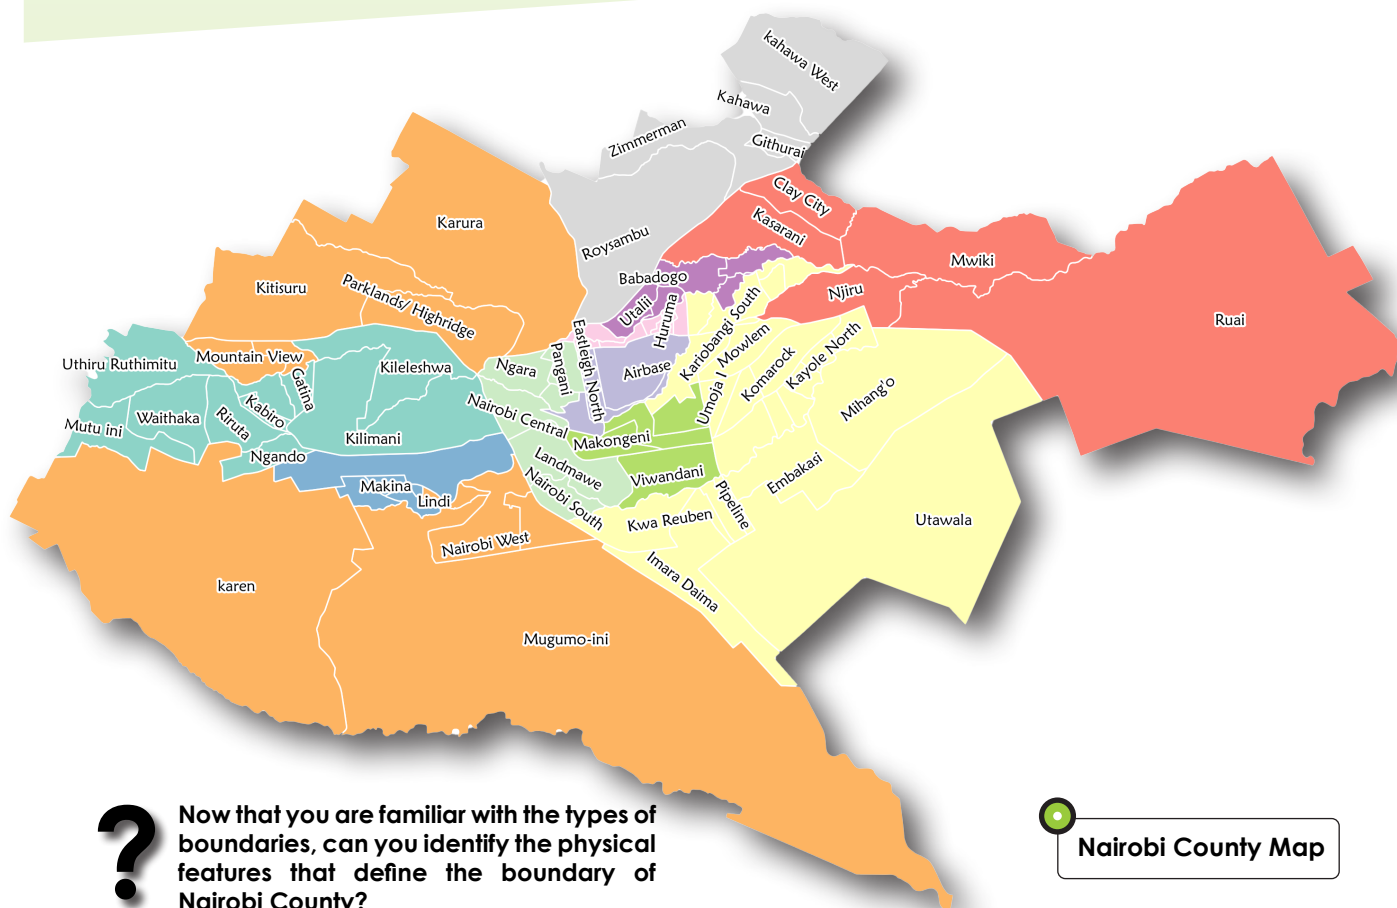 kahawa West
Kahawa
Zimmerman
Githurai
Clay City
Karura
Kasarani
Roysambu
Mwiki
Babadogo
Kitisuru
Parklands/ Highridge
Njiru
Utalii
Huruma
Kariobangi South
Ruai
Eastleigh North
Mowlem
Uthiru Ruthimitu
Mountain View
Gatina
Kileleshwa
Ngara
Pangani
Airbase
Umoja I
Komarock
Kayole North
Mihang'o
Mutu ini
Waithaka
Riruta
Kabiro
Kilimani
Nairobi Central
Makongeni
Ngando
Landmawe
Viwandani
Makina
Lindi
Nairobi South
Kwa Reuben
Pipeline
Embakasi
Utawala
Nairobi West
Imara Daima
karen
Mugumo-ini
?
Now that you are familiar with the types of
boundaries, can you identify the physical
features that define the boundary of
Nairobi County?
Nairobi County Map